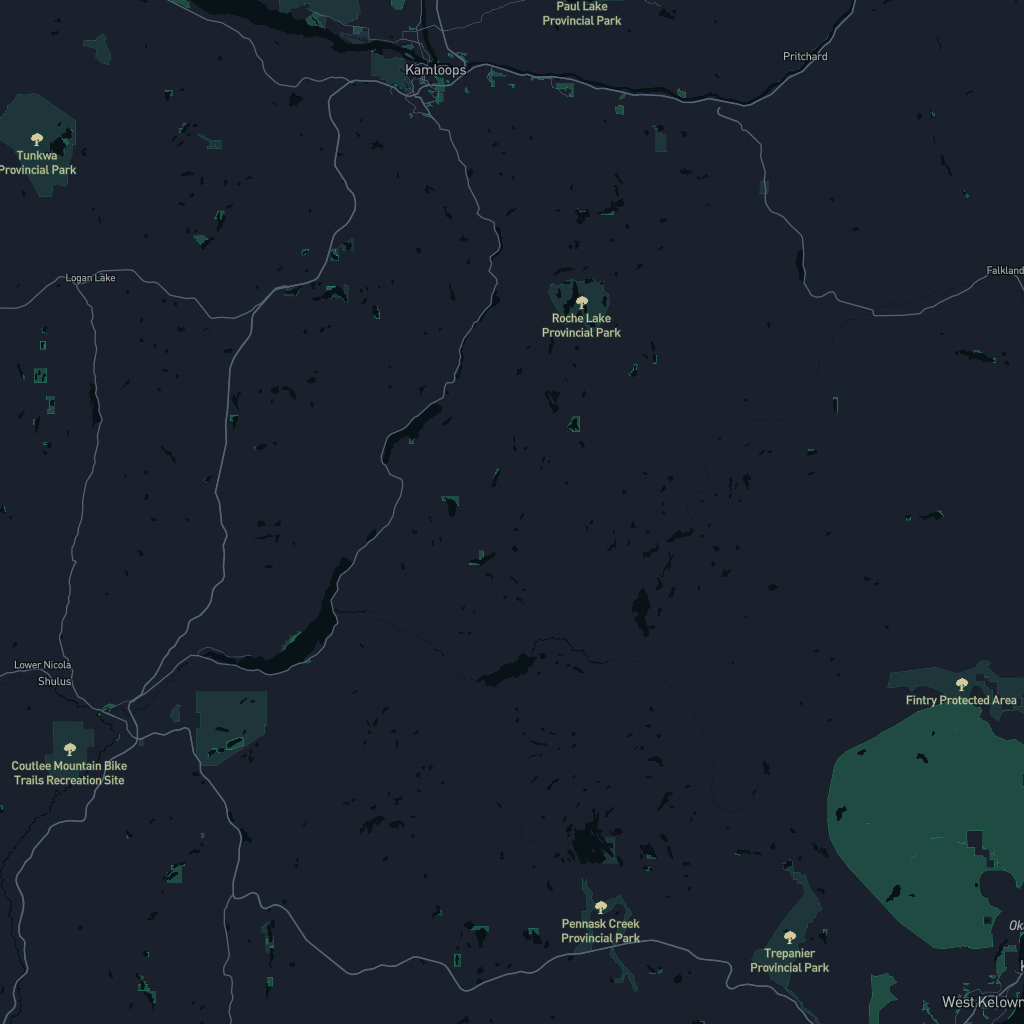 Paul Lake
Provincial Park
Pritchard
Kamloops
Tunkwa
Provincial Park
Falkland
Logan Lake
Roche Lake
Provincial Park
Lower Nicola
Shulus
Fintry Protected Area
Coutlee Mountain Bike
Trails Recreation Site
Pennask Creek
Provincial Park
Trepanier
Provincial Park
West Kelown